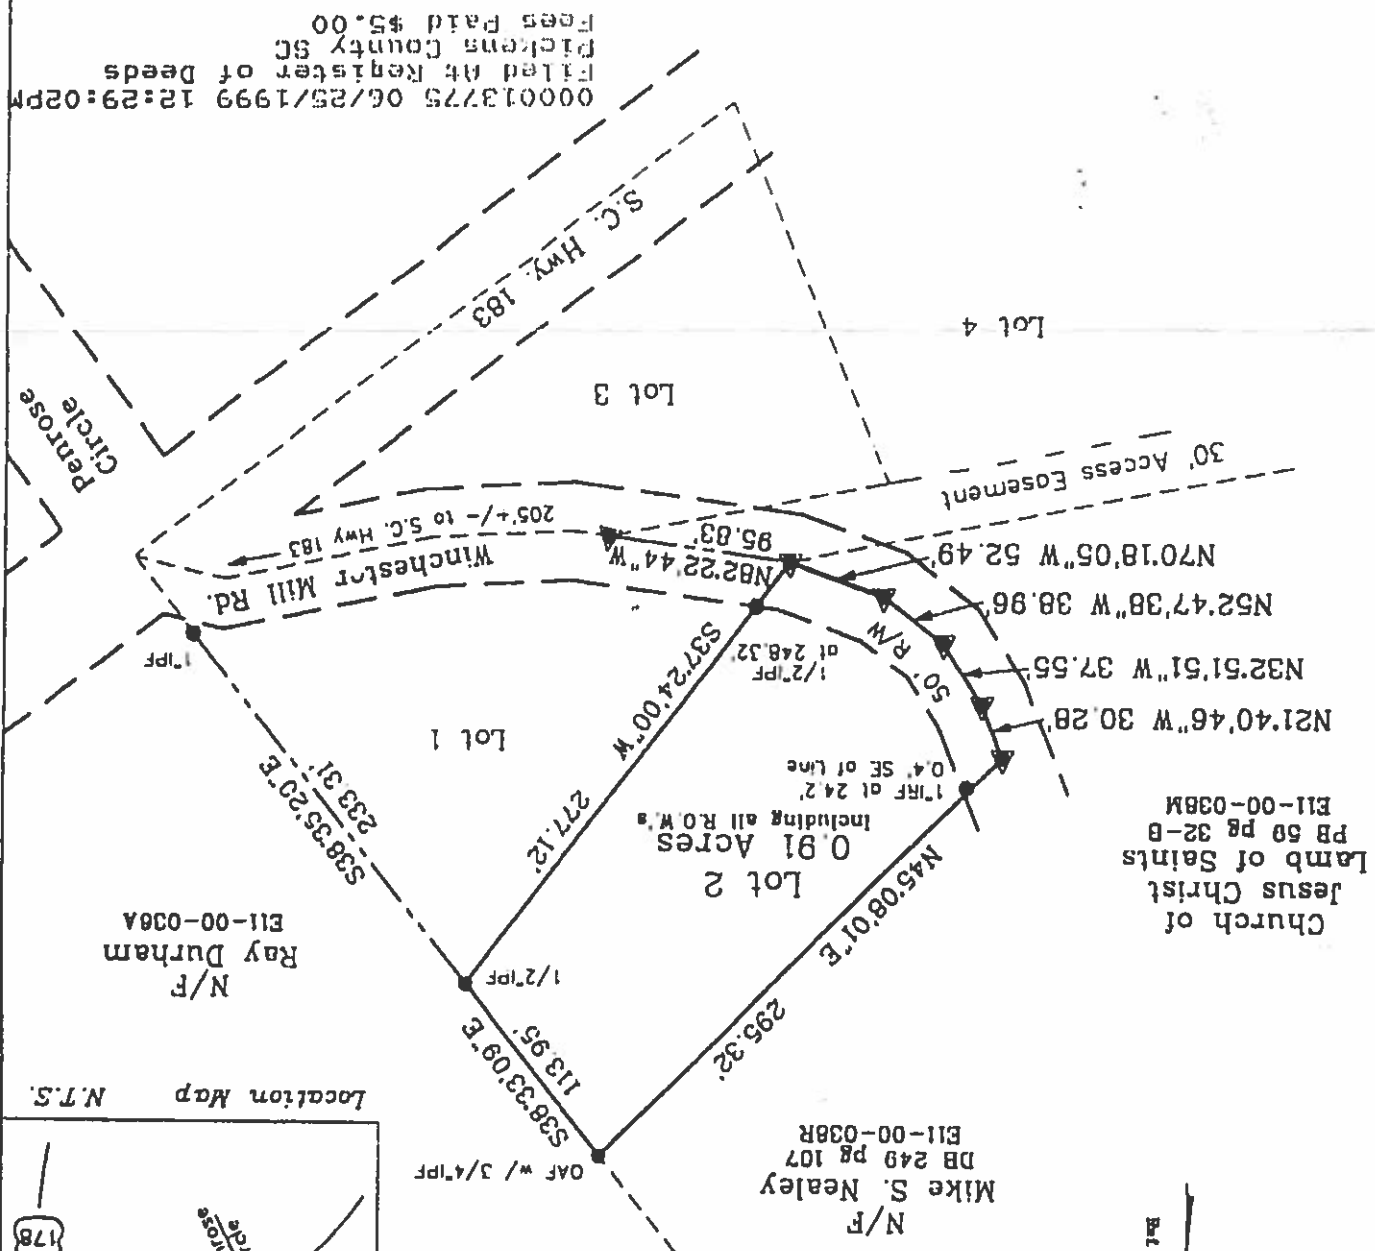 Location Map N.T.S.
178
N/F
Mike S. Nealey
DB 249 pg 107
E11-00-038R
OAF w/ 3/4"IPF
S38°33'09"E
113.95'
295.32'
N45°08'01"E
1/2"IPF
N/F
Ray Durham
E11-00-038A
Church of
Jesus Christ
Lamb of Saints
PB 59 pg 32-B
E11-00-038M
Lot 2
0.91 Acres
Including all R.O.W.'s
1"IRF at 24.2'
0.4' SE of Line
277.12'
S37°24'00"W
S38°35'20"E
233.31'
Lot 1
N21°40'46"W 30.28'
N32°51'51"W 37.55'
N52°47'38"W 38.96'
N70°18'05"W 52.49'
50' R/W
1/2"IPF
at 248.32'
1"IPF
N82°22'44"W
95.83'
Winchester Mill Rd.
205'+/- to S.C. Hwy 183
30' Access Easement
Penrose
Circle
Lot 3
Lot 4
S.C. Hwy. 183
000013775 06/25/1999 12:29:02PM
Filed At Register of Deeds
Pickens County SC
Fees Paid $5.00